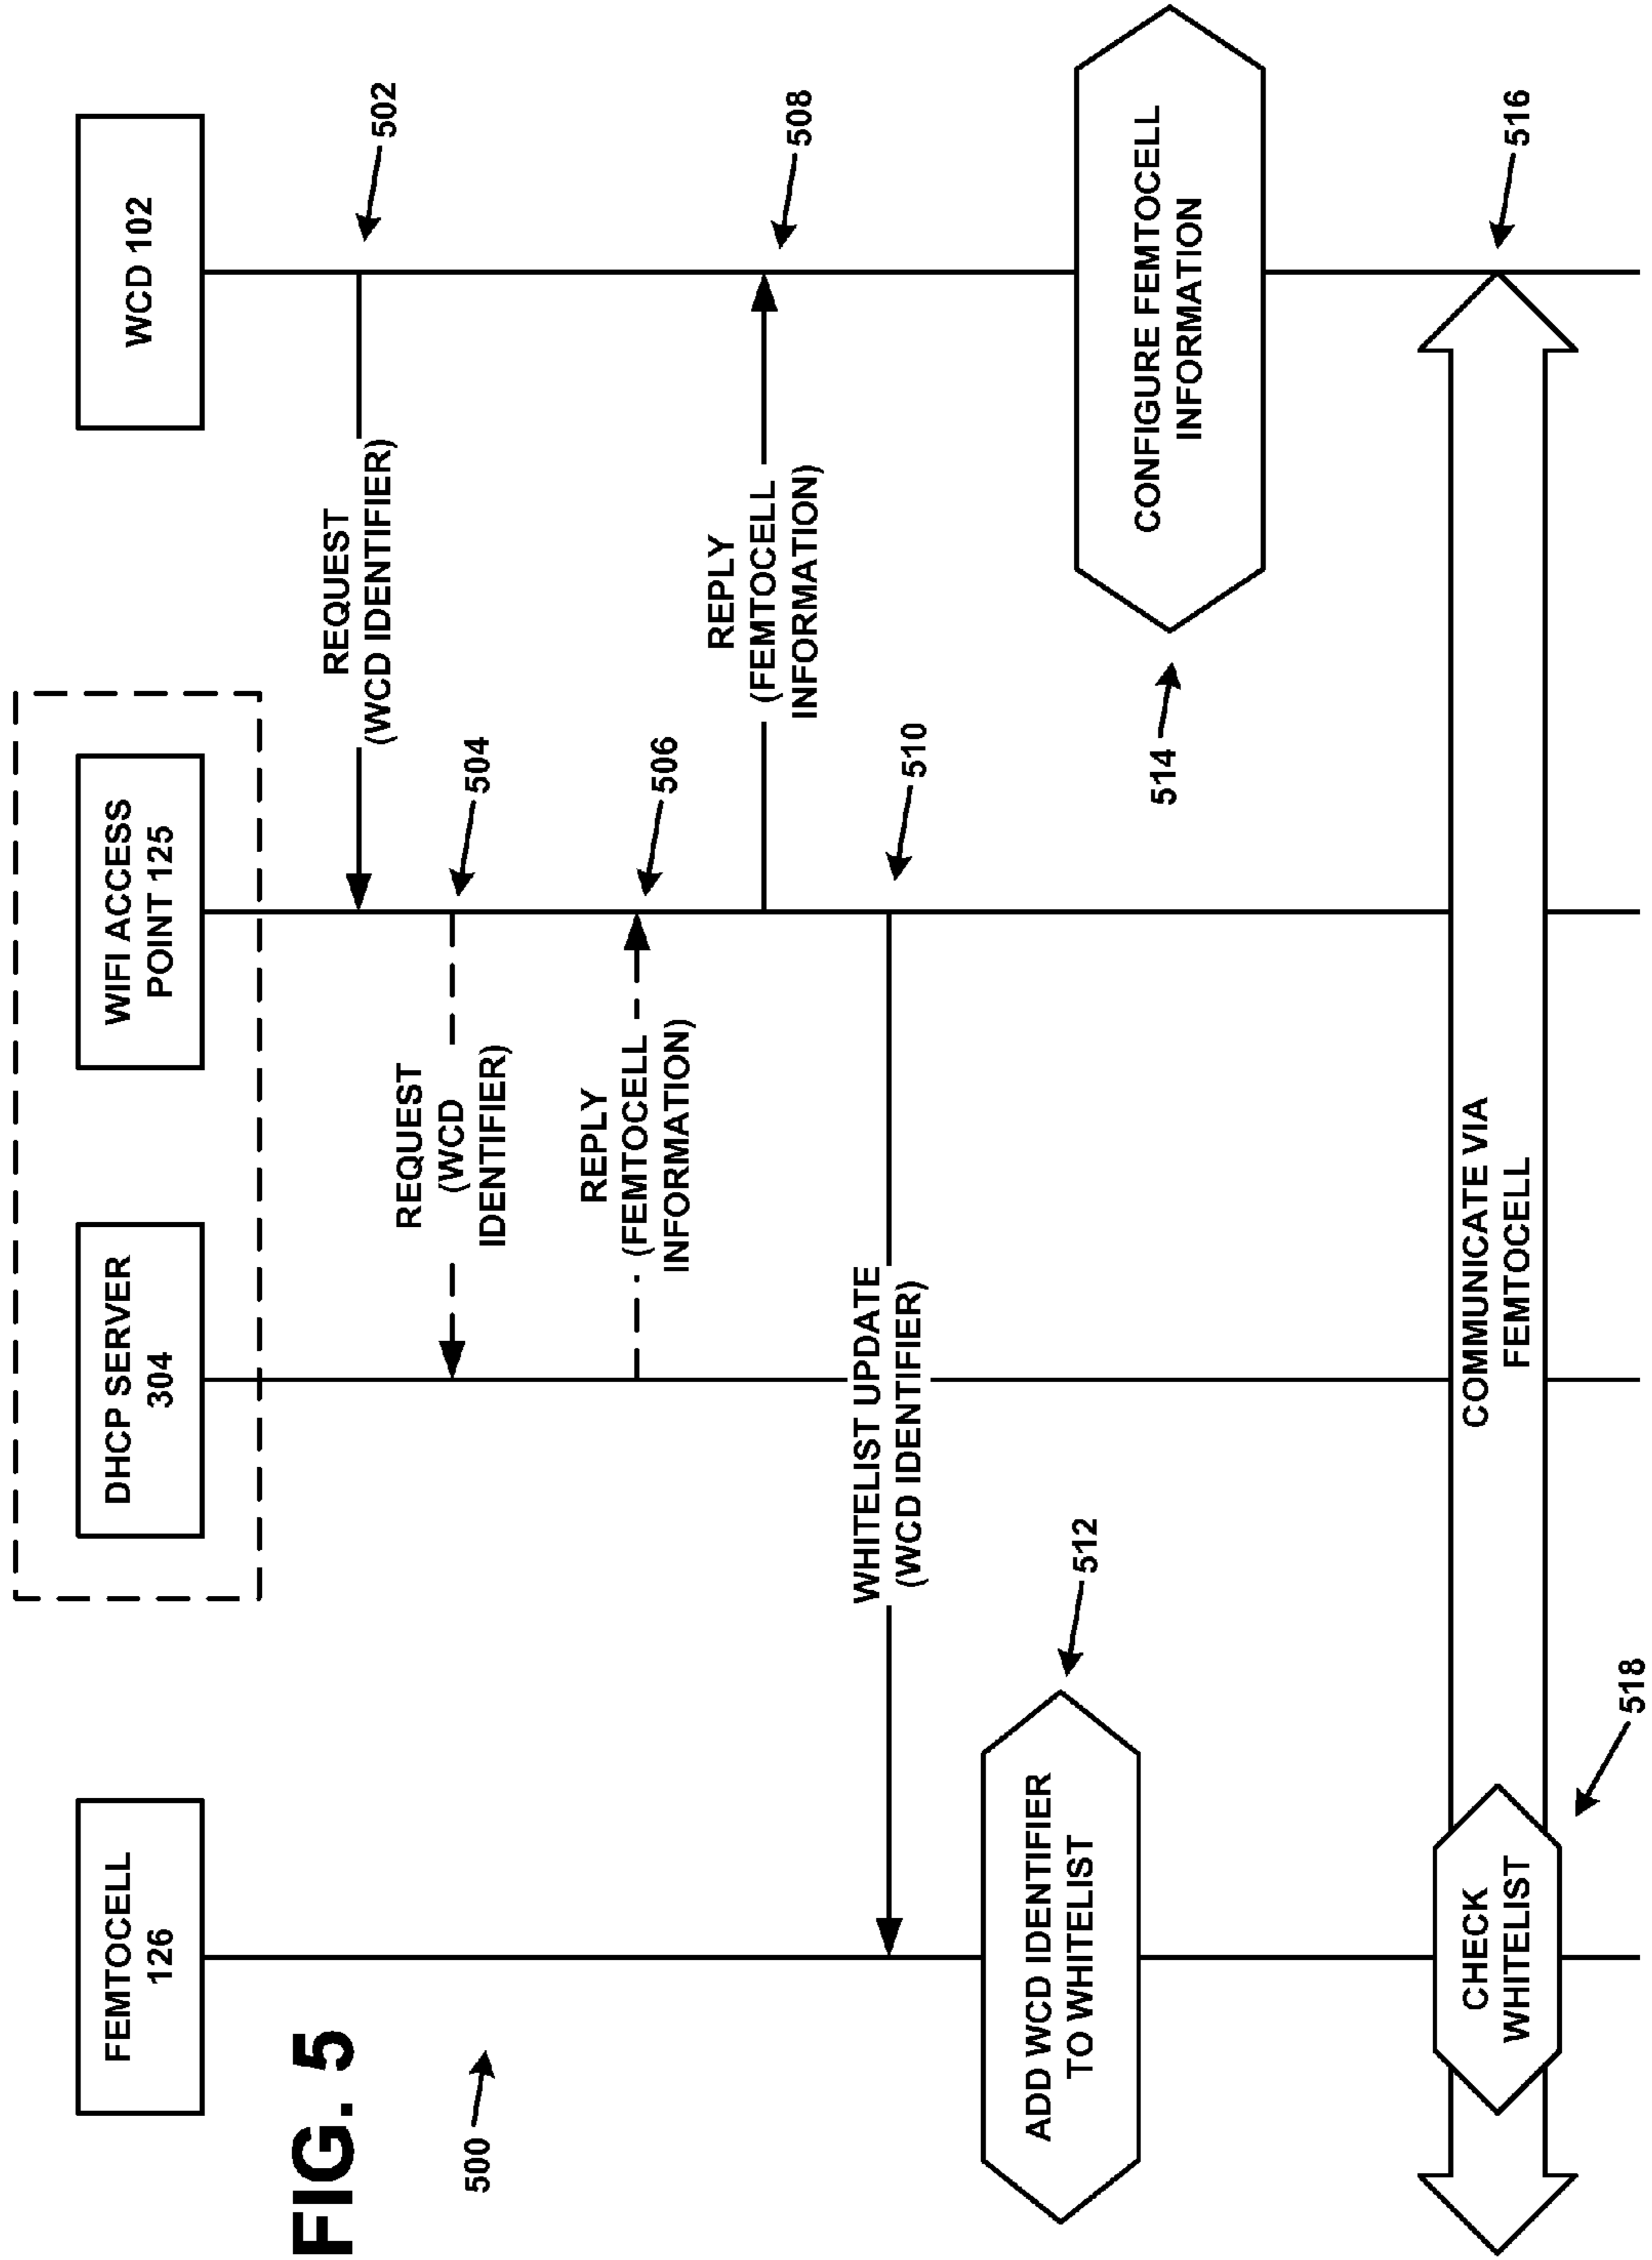 FEMTOCELL
126
DHCP SERVER
304
WIFI ACCESS
POINT 125
WCD 102
FIG. 5
500
502
REQUEST
(WCD IDENTIFIER)
504
REQUEST
(WCD
IDENTIFIER)
506
REPLY
(FEMTOCELL
INFORMATION)
508
REPLY
(FEMTOCELL
INFORMATION)
510
WHITELIST UPDATE
(WCD IDENTIFIER)
512
ADD WCD IDENTIFIER
TO WHITELIST
514
CONFIGURE FEMTOCELL
INFORMATION
516
COMMUNICATE VIA
FEMTOCELL
518
CHECK
WHITELIST